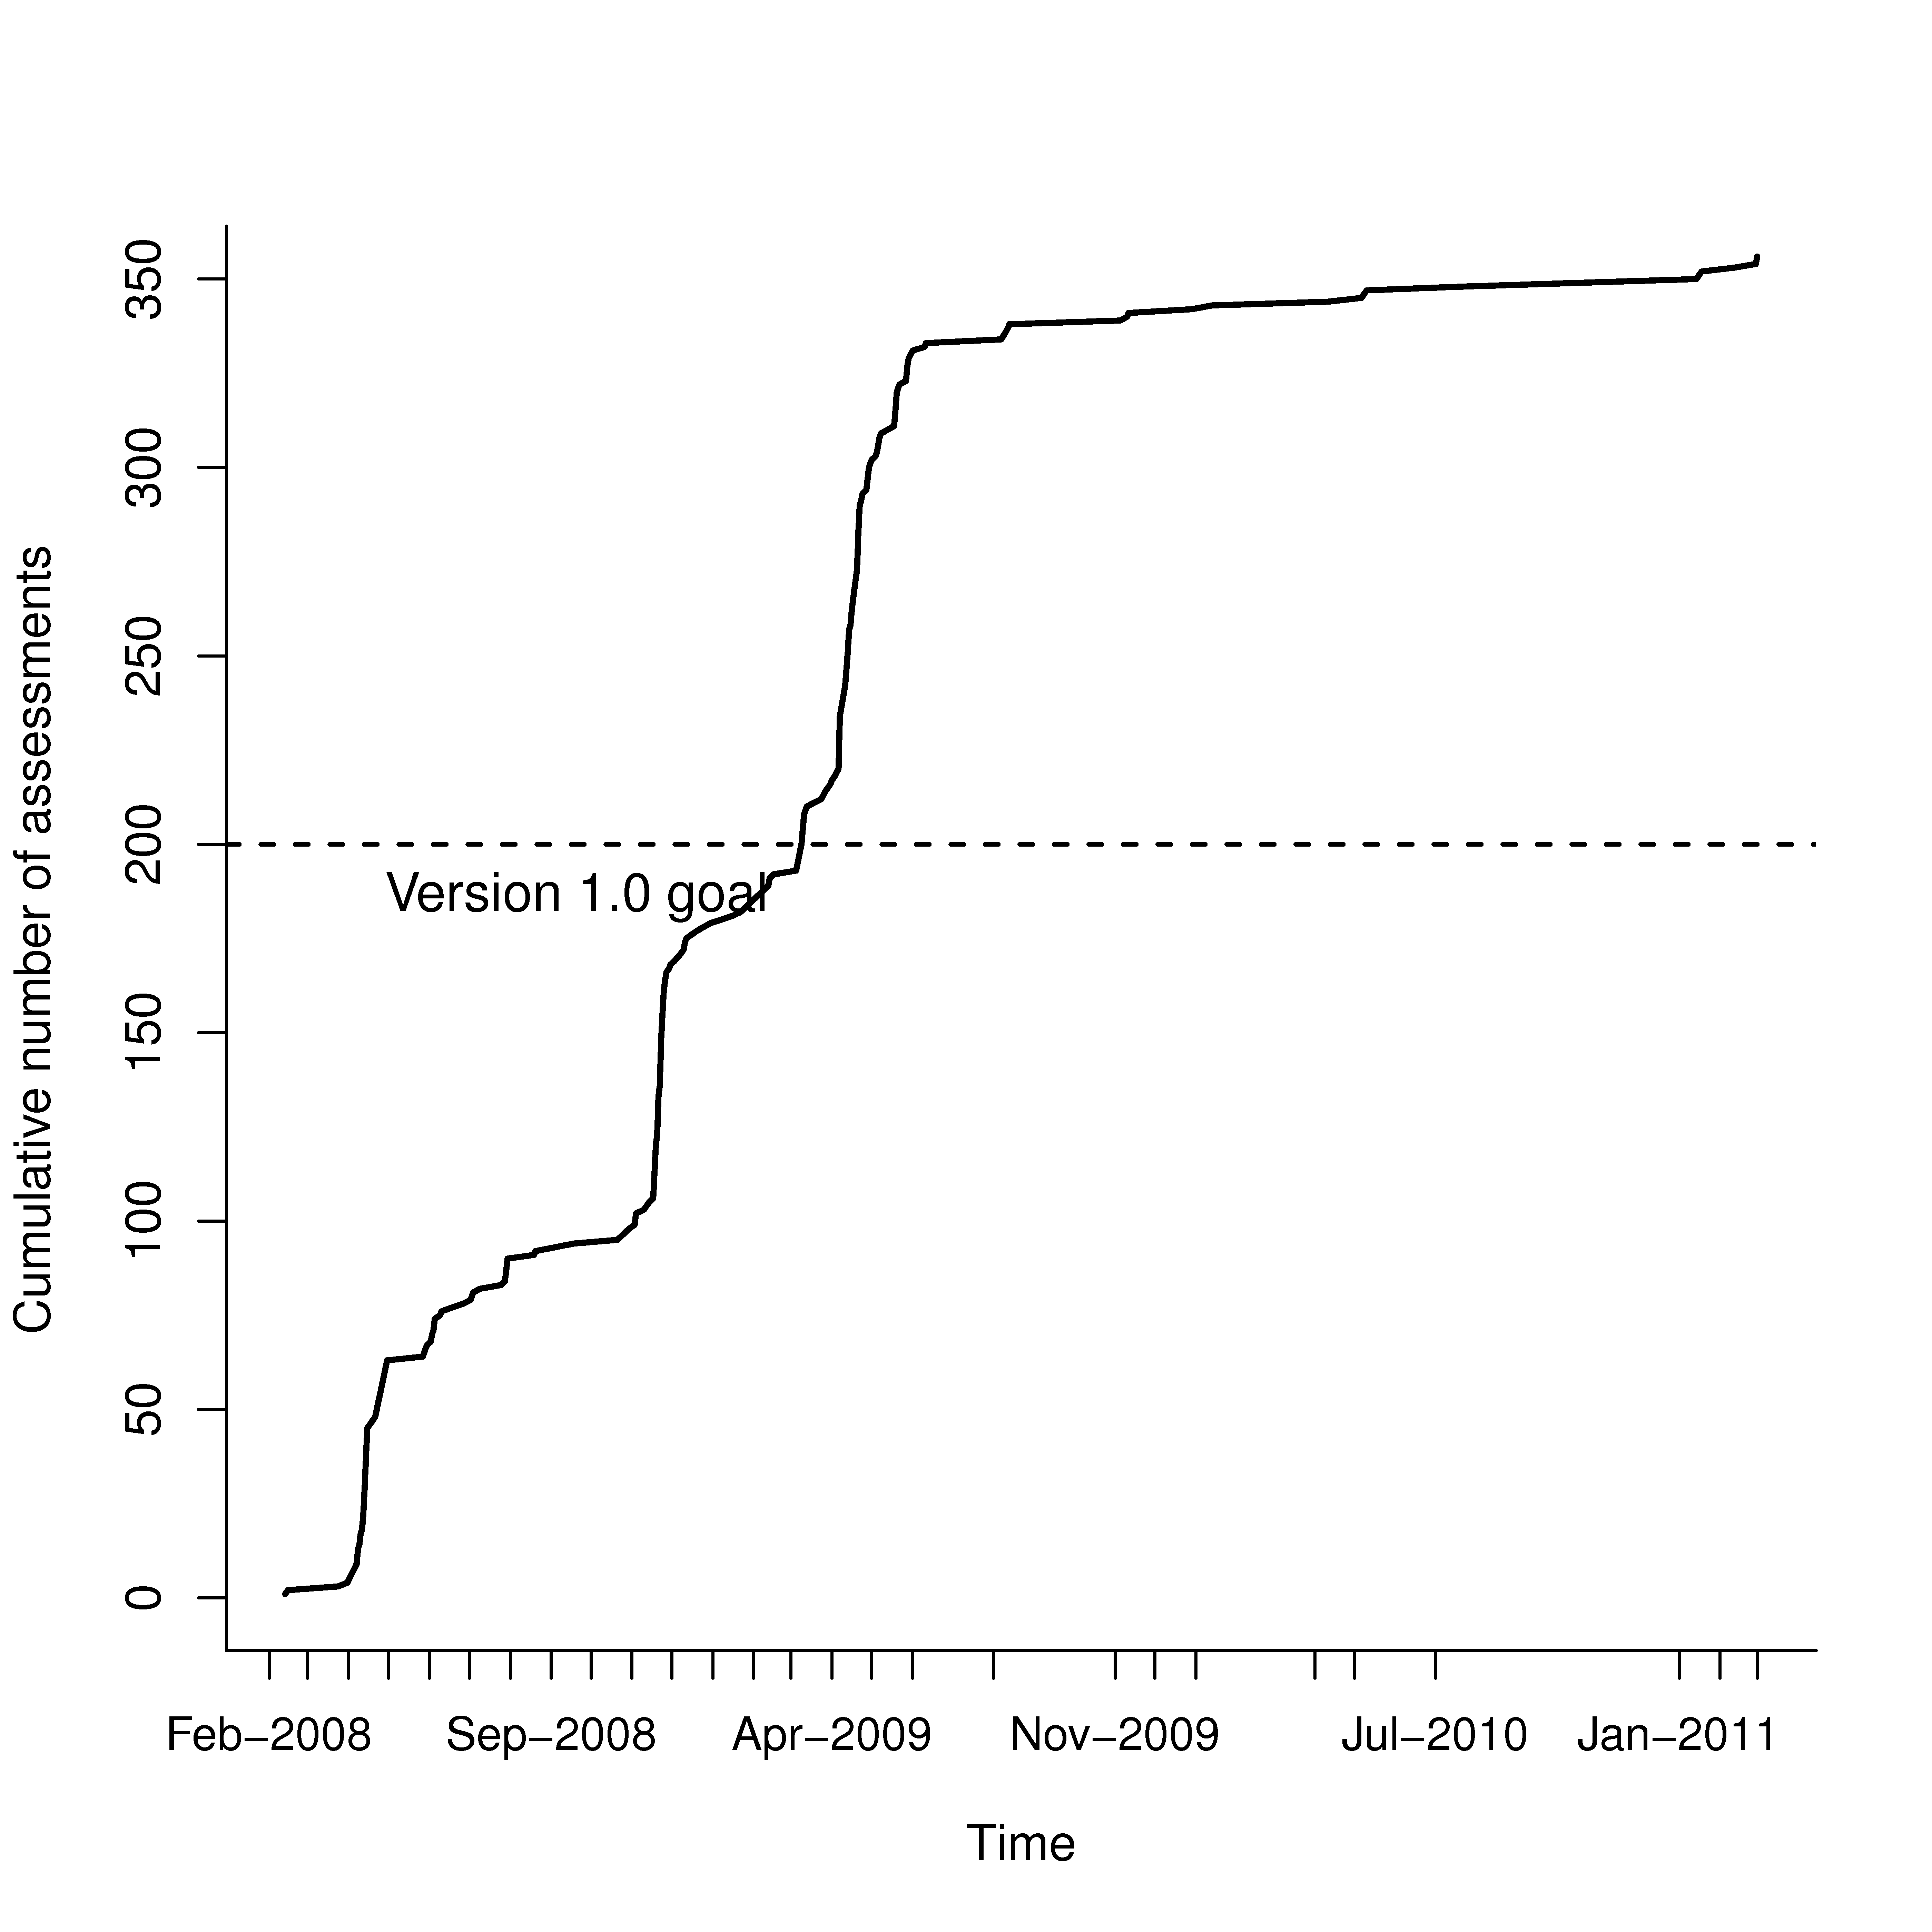 Cumulative number of assessments
350
300
250
200
150
100
50
0
Version 1.0 goal
Feb−2008 Sep−2008 Apr−2009 Nov−2009 Jul−2010 Jan−2011
Time